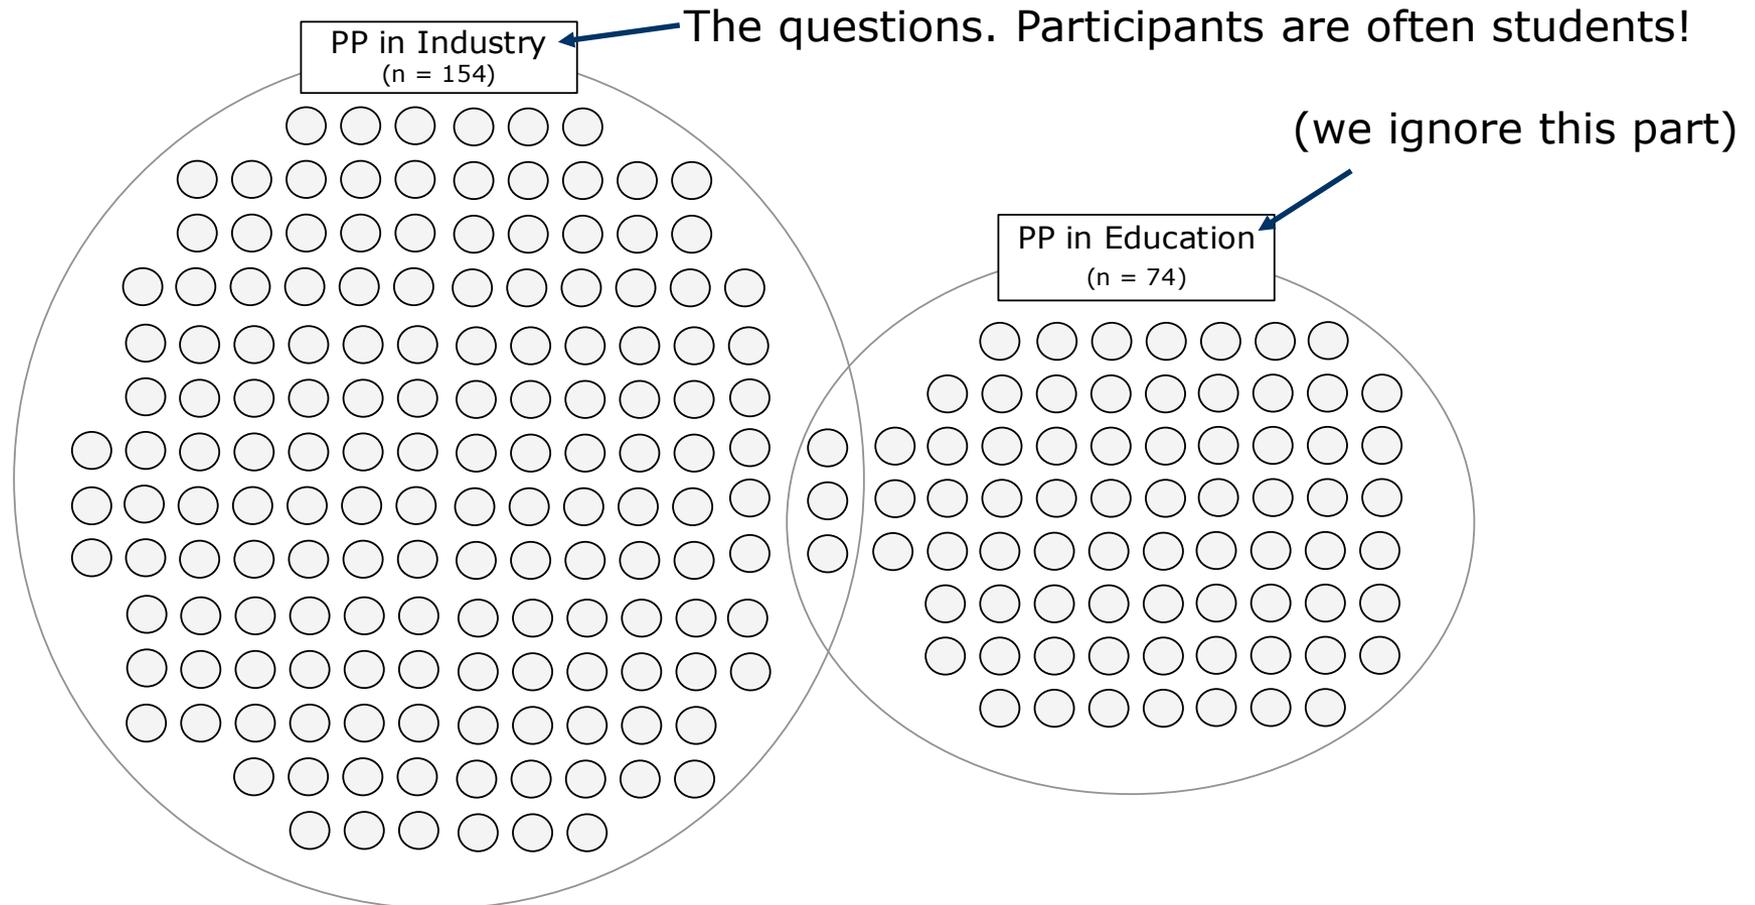 The questions. Participants are often students!
PP in Industry
(n = 154)
(we ignore this part)
PP in Education
(n = 74)